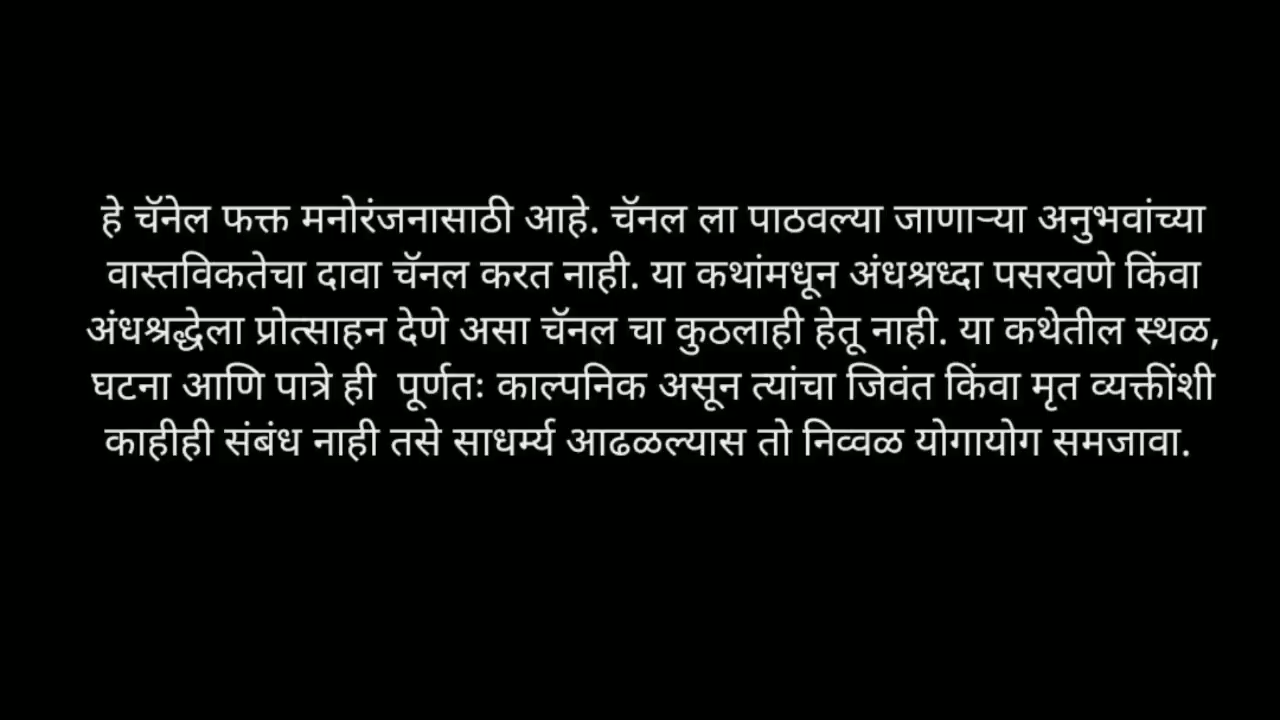 हे चॅनेल फक्त मनोरंजनासाठी आहे. चॅनल ला पाठवल्या जाणाऱ्या अनुभवांच्या
वास्तविकतेचा दावा चॅनल करत नाही. या कथांमधून अंधश्रध्दा पसरवणे किंवा
अंधश्रद्धेला प्रोत्साहन देणे असा चॅनल चा कुठलाही हेतू नाही. या कथेतील स्थळ,
घटना आणि पात्रे ही  पूर्णतः काल्पनिक असून त्यांचा जिवंत किंवा मृत व्यक्तींशी
काहीही संबंध नाही तसे साधर्म्य आढळल्यास तो निव्वळ योगायोग समजावा.